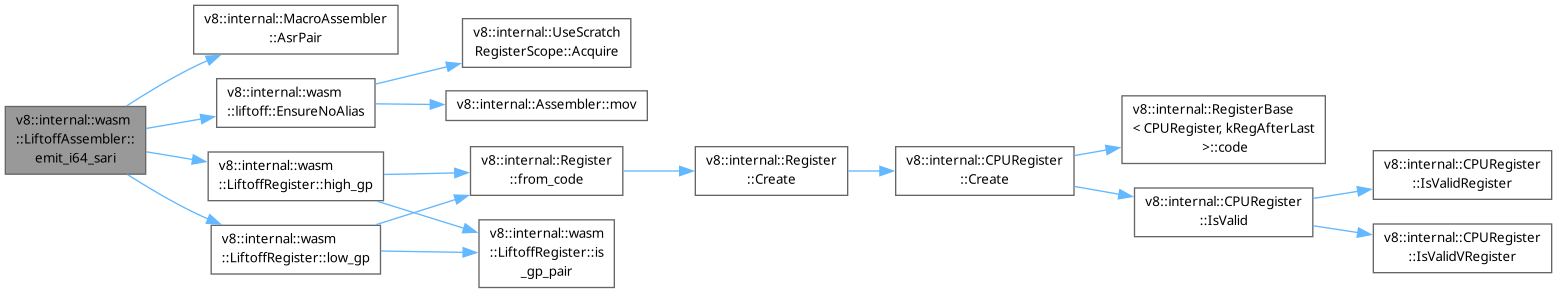 v8::internal::wasm
::LiftoffAssembler::
emit_i64_sari
v8::internal::MacroAssembler
::AsrPair
v8::internal::wasm
::liftoff::EnsureNoAlias
v8::internal::wasm
::LiftoffRegister::high_gp
v8::internal::wasm
::LiftoffRegister::low_gp
v8::internal::UseScratch
RegisterScope::Acquire
v8::internal::Assembler::mov
v8::internal::Register
::from_code
v8::internal::wasm
::LiftoffRegister::is
_gp_pair
v8::internal::Register
::Create
v8::internal::CPURegister
::Create
v8::internal::RegisterBase
< CPURegister, kRegAfterLast
>::code
v8::internal::CPURegister
::IsValid
v8::internal::CPURegister
::IsValidRegister
v8::internal::CPURegister
::IsValidVRegister